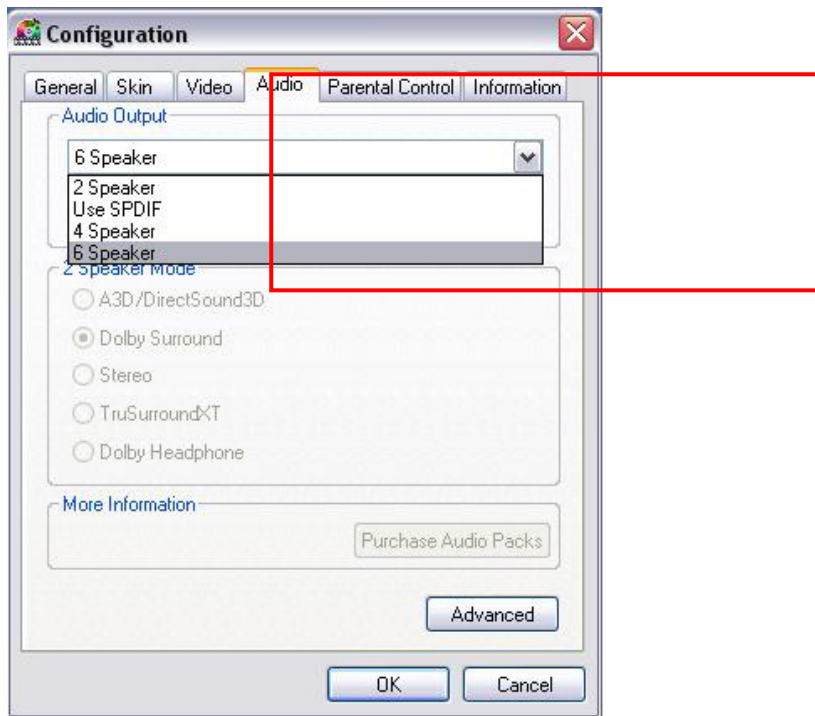 Configuration
General Skin Video Audio Parental Control Information
Audio Output
6 Speaker
2 Speaker
Use SPDIF
4 Speaker
6 Speaker
2 Speaker Mode
A3D/DirectSound3D
Dolby Surround
Stereo
TruSurroundXT
Dolby Headphone
More Information
Purchase Audio Packs
Advanced
OK Cancel